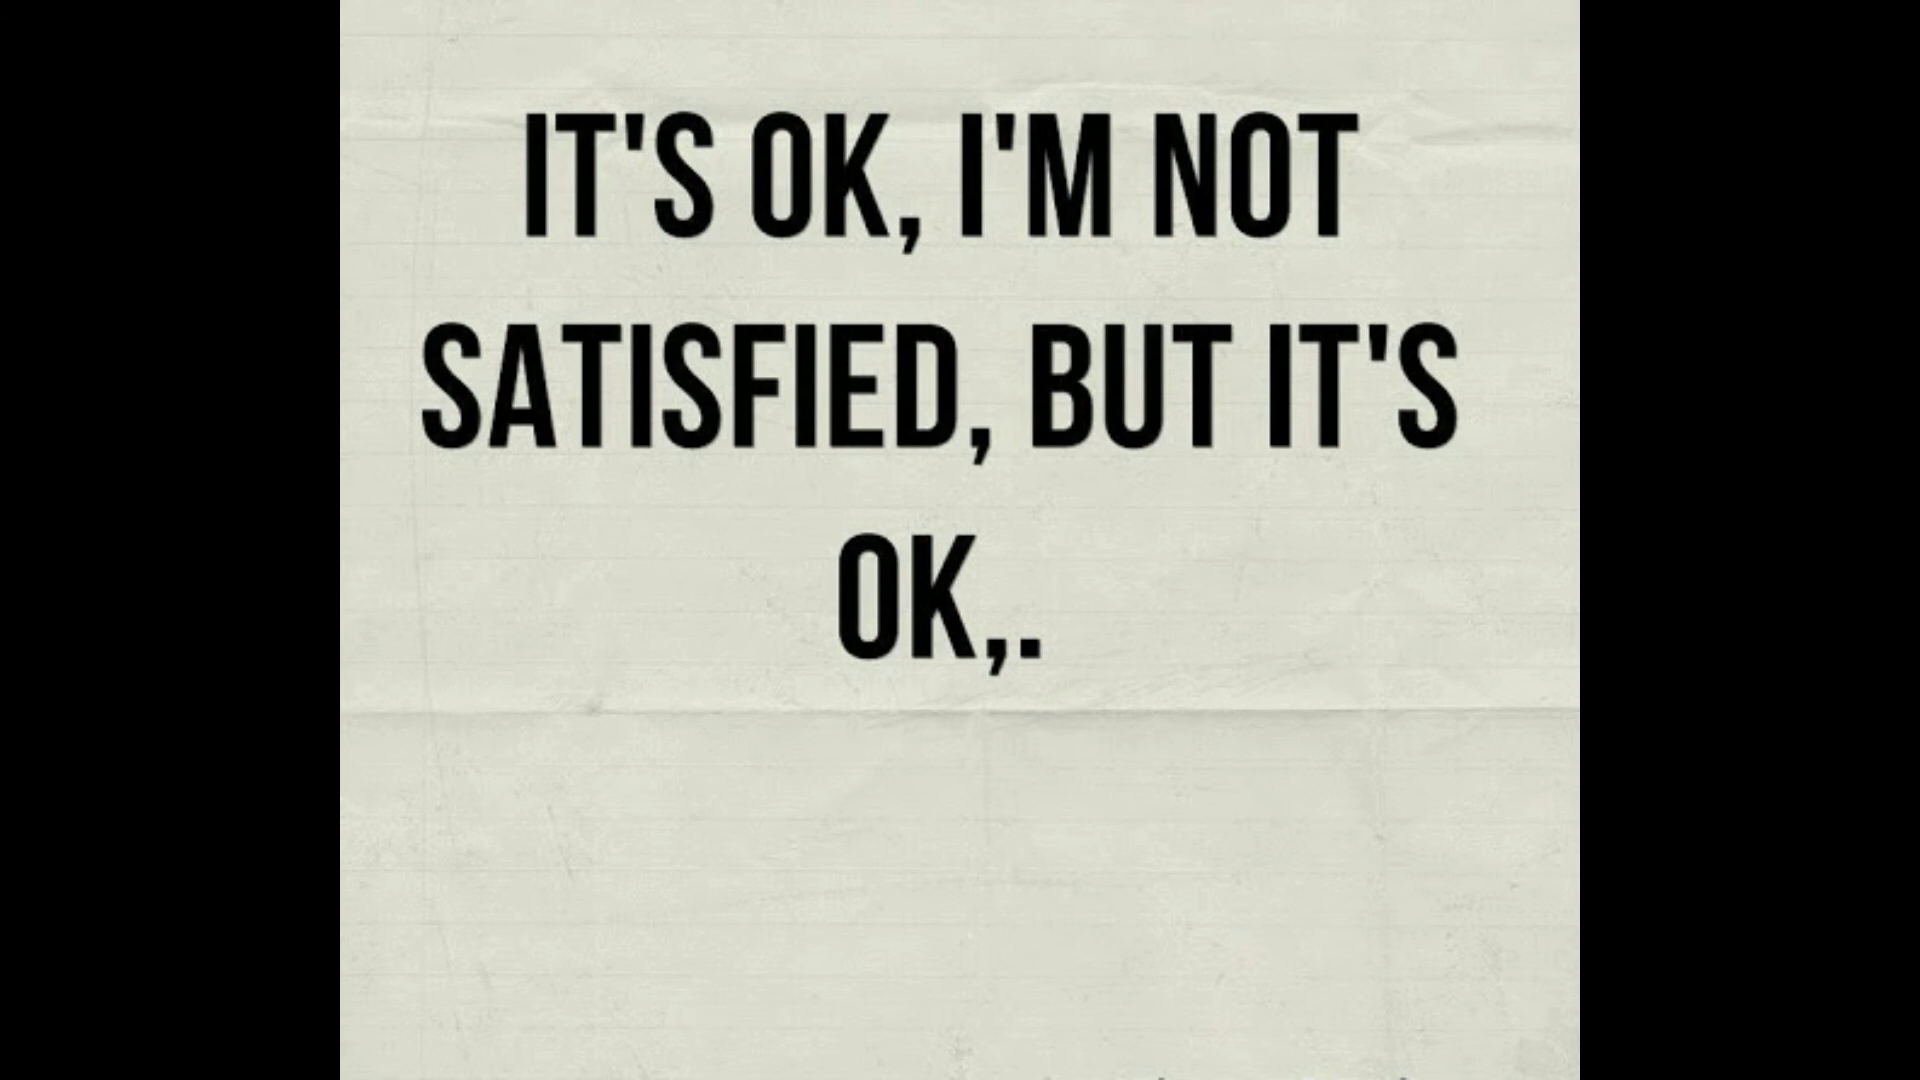 IT'S OK, I'M NOT
SATISFIED, BUT IT'S
OK,.